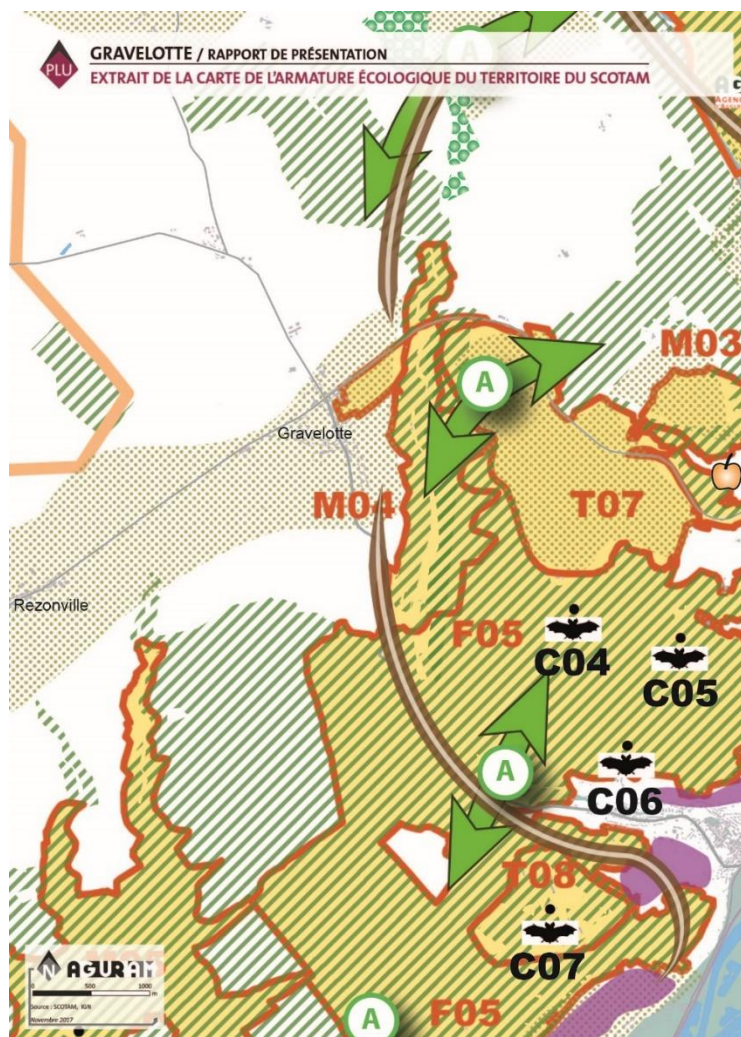 PLU
GRAVELOTTE / RAPPORT DE PRÉSENTATION
EXTRAIT DE LA CARTE DE L'ARMATURE ÉCOLOGIQUE DU TERRITOIRE DU SCOTAM
A
M03
A
Gravelotte
M04
T07
Rezonville
F05
C04
C05
A
C06
T08
C07
F05
A
N
AGURAM
0 500 1000
m
Source : SCOTAM, IGN
Novembre 2017